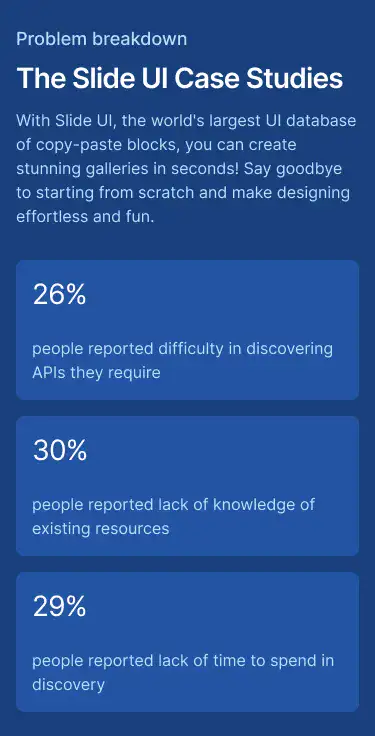 Problem breakdown
The Slide UI Case Studies
With Slide UI, the world's largest UI database
of copy-paste blocks, you can create
stunning galleries in seconds! Say goodbye
to starting from scratch and make designing
effortless and fun.
26%
people reported difficulty in discovering
APIs they require
30%
people reported lack of knowledge of
existing resources
29%
people reported lack of time to spend in
discovery